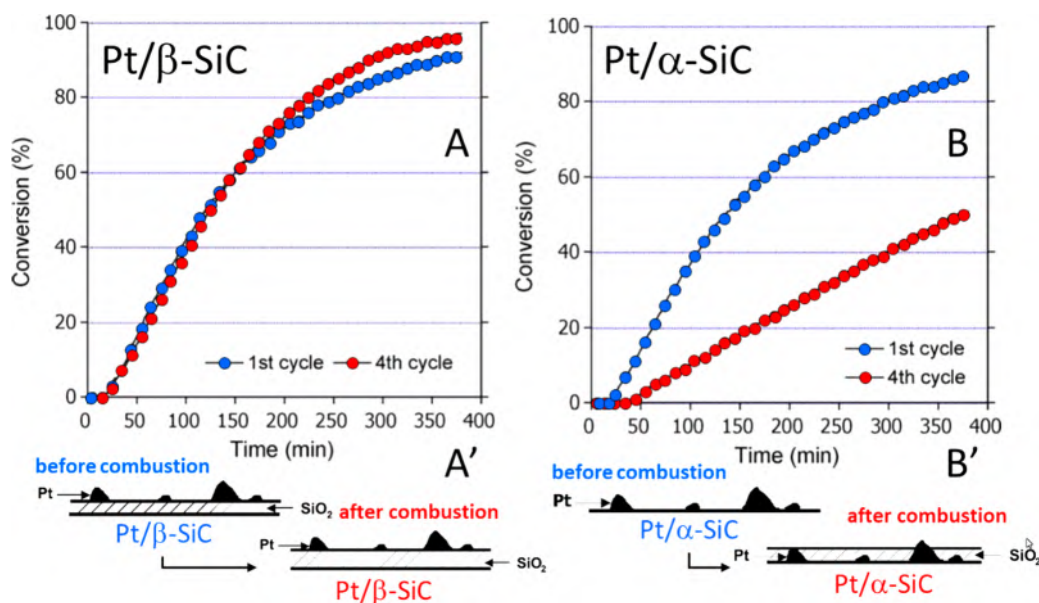 Pt/β-SiC
A
Conversion (%)
100
80
60
40
20
0
1st cycle
4th cycle
0
50
100
150
200
250
300
350
400
Time (min)
Pt/α-SiC
B
Conversion (%)
100
80
60
40
20
0
1st cycle
4th cycle
0
50
100
150
200
250
300
350
400
Time (min)
A’
before combustion
Pt
SiO₂
Pt/β-SiC
after combustion
Pt
SiO₂
Pt/β-SiC
B’
before combustion
Pt
Pt/α-SiC
after combustion
Pt
SiO₂
Pt/α-SiC